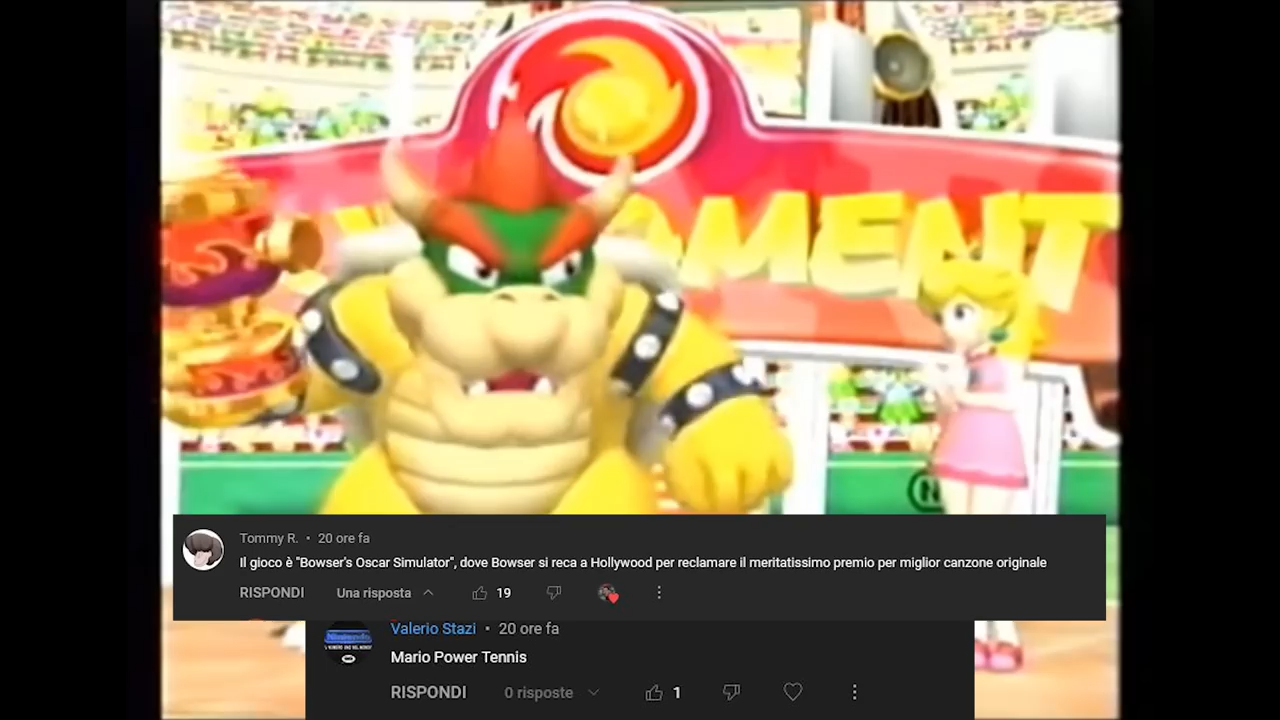 OMENT
N
Tommy R. • 20 ore fa
Il gioco è "Bowser's Oscar Simulator", dove Bowser si reca a Hollywood per reclamare il meritatissimo premio per miglior canzone originale
RISPONDI Una risposta 19
Valerio Stazi • 20 ore fa
Mario Power Tennis
RISPONDI 0 risposte 1